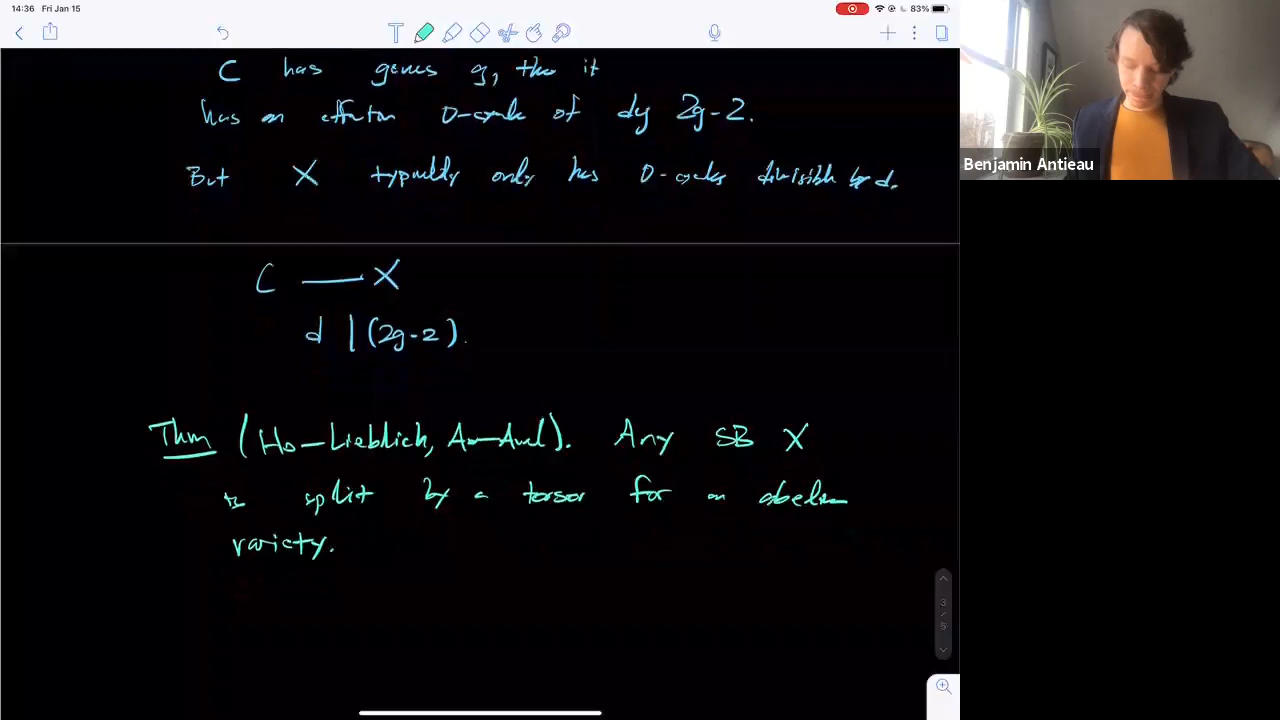 14:36 Fri Jan 15
83%
C has genus g, then it
has an effective 0-cycle of deg 2g-2.
But X typically only has 0-cycles divisible by d.
C — X
d | (2g-2).
Thm (Ho-Lieblich, An-Auel). Any SB X
is split by a torsor for an abelian
variety.
Benjamin Antieau
3
/
5